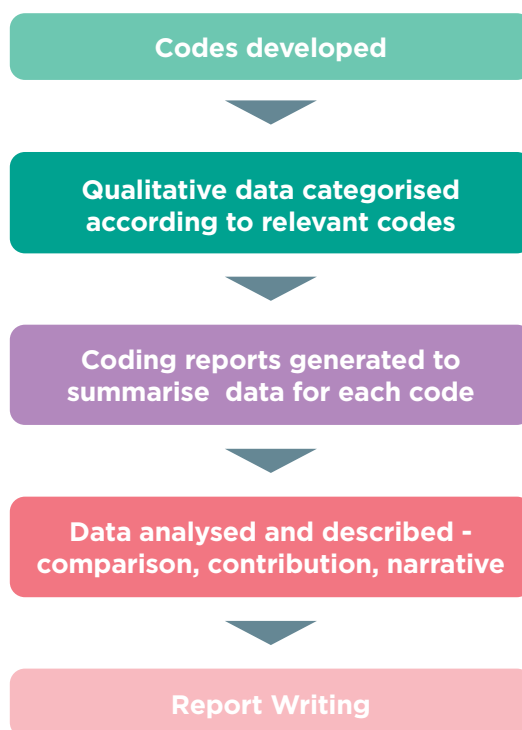 Codes developed
Qualitative data categorised
according to relevant codes
Coding reports generated to
summarise  data for each code
Data analysed and described -
comparison, contribution, narrative
Report Writing